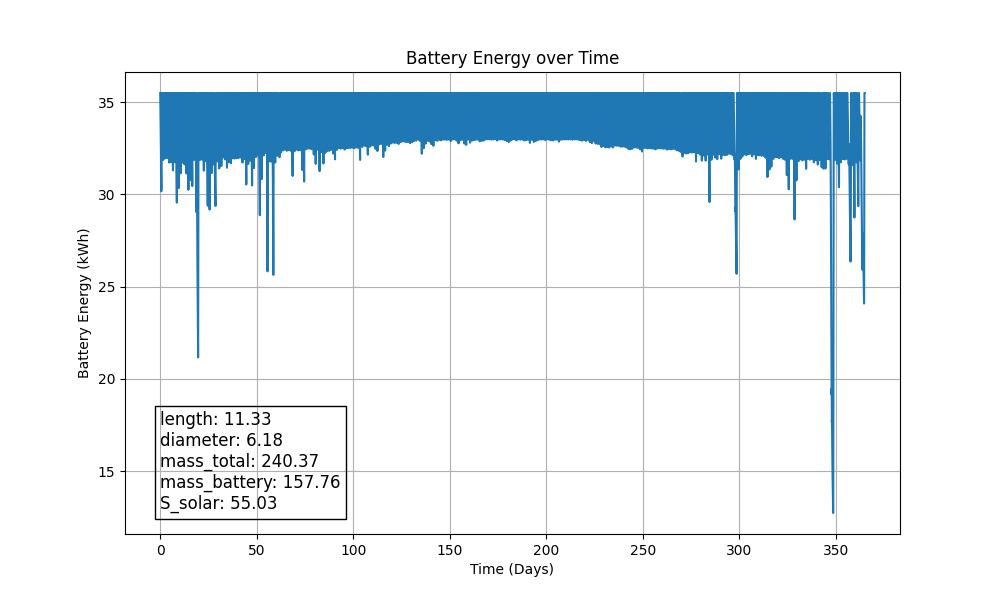 Battery Energy over Time
Battery Energy (kWh)
35
30
25
20
15
length: 11.33
diameter: 6.18
mass_total: 240.37
mass_battery: 157.76
S_solar: 55.03
0 50 100 150 200 250 300 350
Time (Days)